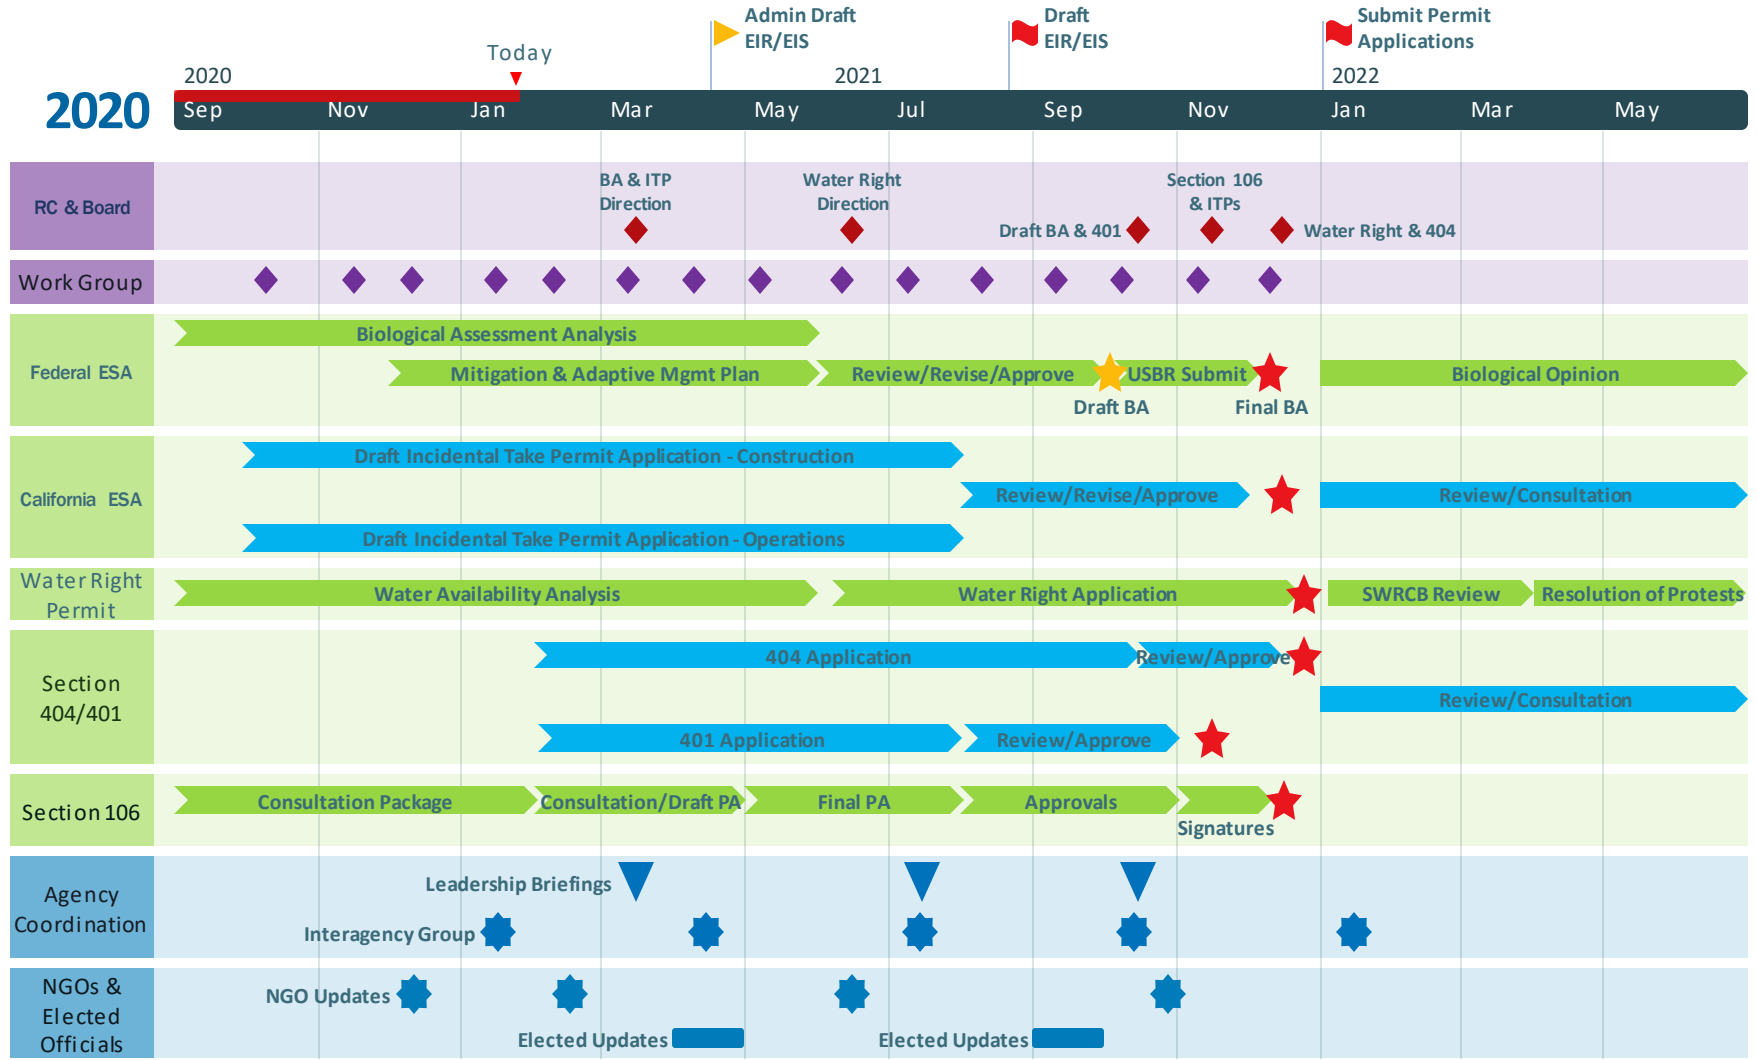 Admin Draft
EIR/EIS
Draft
EIR/EIS
Submit Permit
Applications
Today
2020
2021
2022
2020
Sep
Nov
Jan
Mar
May
Jul
Sep
Nov
Jan
Mar
May
RC & Board
BA & ITP
Direction
Water Right
Direction
Draft BA & 401
Section 106
& ITPs
Water Right & 404
Work Group
Federal ESA
Biological Assessment Analysis
Mitigation & Adaptive Mgmt Plan
Review/Revise/Approve
USBR Submit
Biological Opinion
Draft BA
Final BA
California ESA
Draft Incidental Take Permit Application - Construction
Review/Revise/Approve
Review/Consultation
Draft Incidental Take Permit Application - Operations
Water Right
Permit
Water Availability Analysis
Water Right Application
SWRCB Review
Resolution of Protests
Section
404/401
404 Application
Review/Approve
Review/Consultation
401 Application
Review/Approve
Section 106
Consultation Package
Consultation/Draft PA
Final PA
Approvals
Signatures
Agency
Coordination
Leadership Briefings
Interagency Group
NGOs &
Elected
Officials
NGO Updates
Elected Updates
Elected Updates